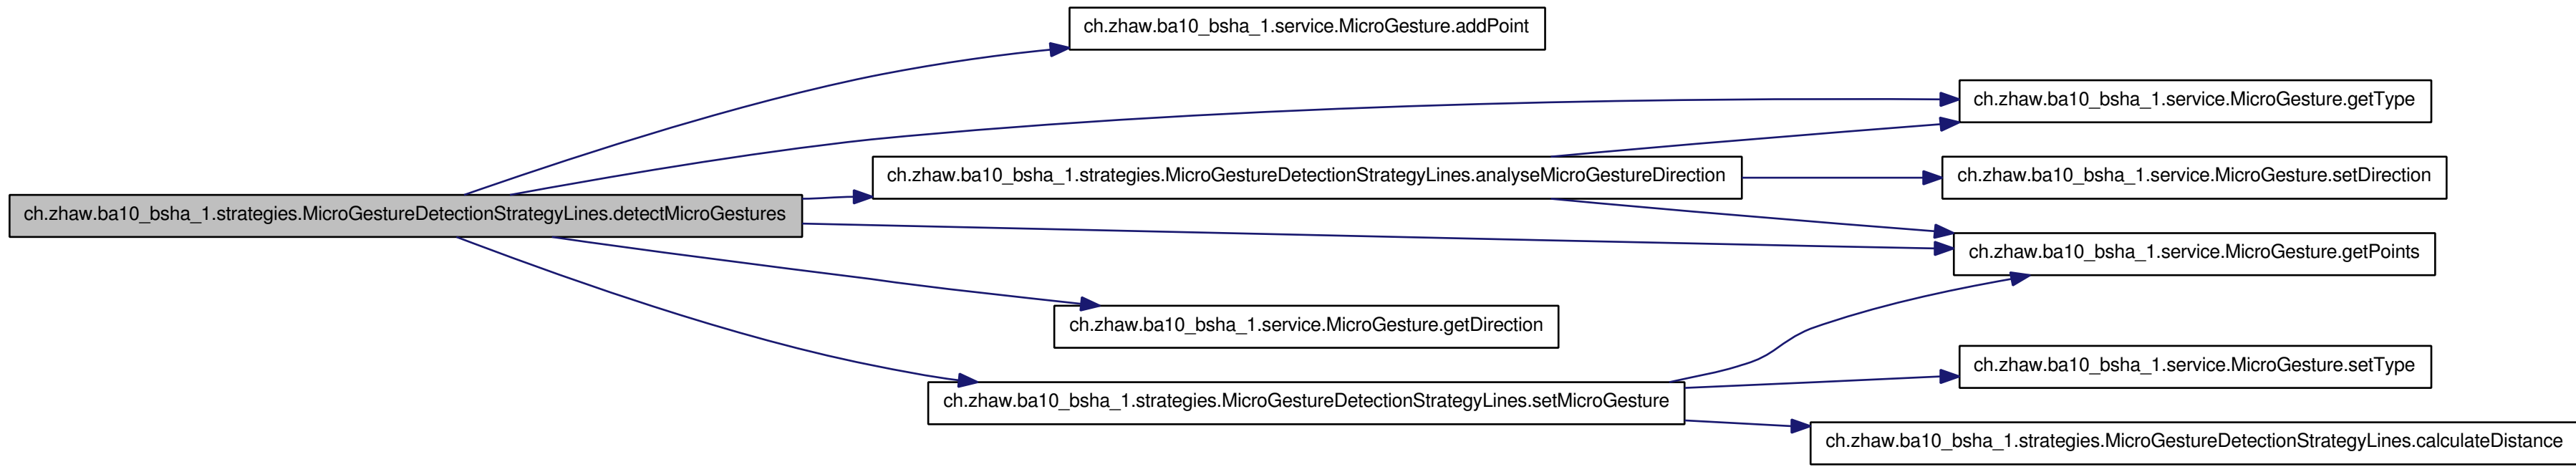 ch.zhaw.ba10_bsha_1.service.MicroGesture.addPoint
ch.zhaw.ba10_bsha_1.service.MicroGesture.getType
ch.zhaw.ba10_bsha_1.strategies.MicroGestureDetectionStrategyLines.analyseMicroGestureDirection
ch.zhaw.ba10_bsha_1.service.MicroGesture.setDirection
ch.zhaw.ba10_bsha_1.strategies.MicroGestureDetectionStrategyLines.detectMicroGestures
ch.zhaw.ba10_bsha_1.service.MicroGesture.getPoints
ch.zhaw.ba10_bsha_1.service.MicroGesture.getDirection
ch.zhaw.ba10_bsha_1.service.MicroGesture.setType
ch.zhaw.ba10_bsha_1.strategies.MicroGestureDetectionStrategyLines.setMicroGesture
ch.zhaw.ba10_bsha_1.strategies.MicroGestureDetectionStrategyLines.calculateDistance